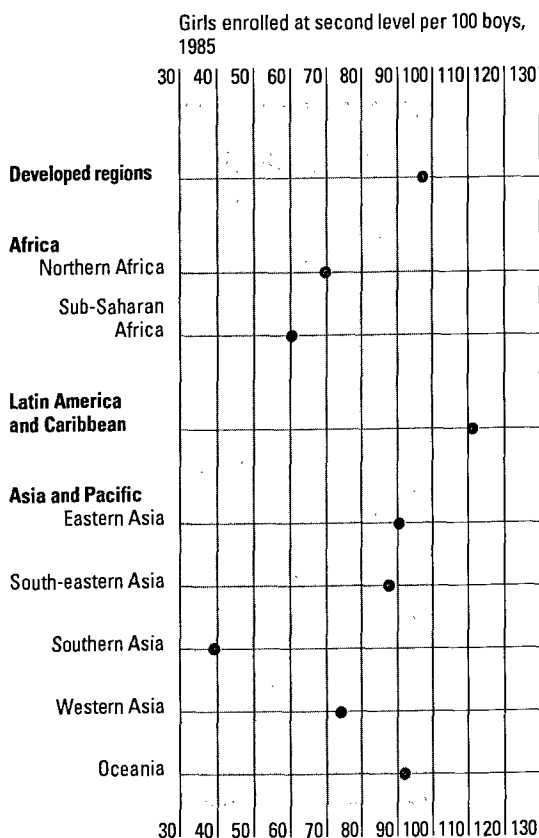 Girls enrolled at second level per 100 boys,
1985
30 40 50 60 70 80 90 100 110 120 130
Developed regions
Africa
Northern Africa
Sub-Saharan
Africa
Latin America
and Caribbean
Asia and Pacific
Eastern Asia
South-eastern Asia
Southern Asia
Western Asia
Oceania
30 40 50 60 70 80 90 100 110 120 130